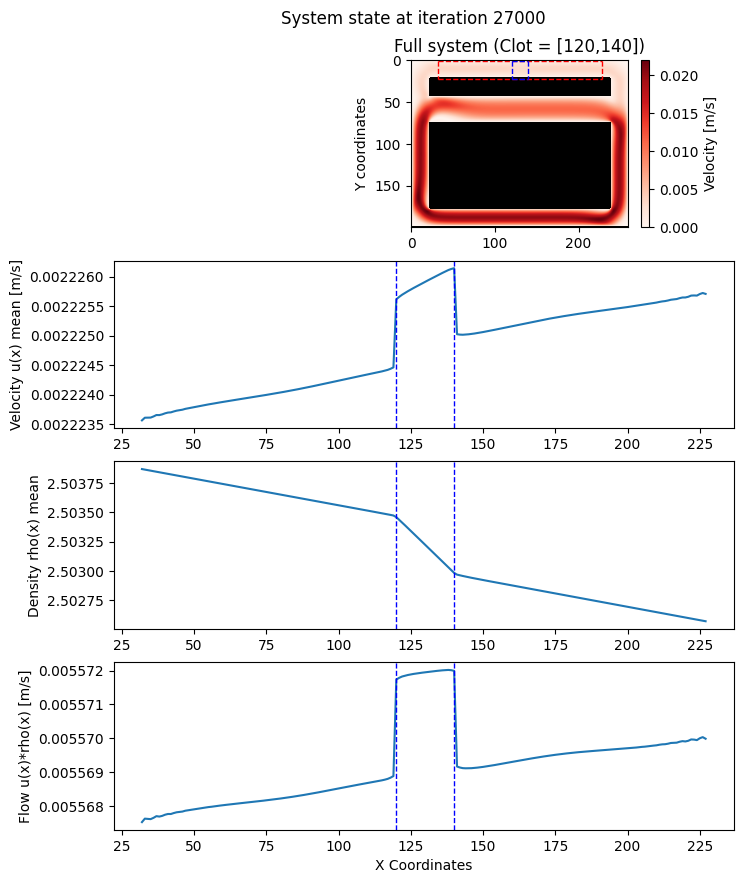 System state at iteration 27000
Full system (Clot = [120,140])
0
50
100
150
Y coordinates
0 100 200
0.020
0.015
0.010
0.005
0.000
Velocity [m/s]
0.0022260
0.0022255
0.0022250
0.0022245
0.0022240
0.0022235
Velocity u(x) mean [m/s]
25 50 75 100 125 150 175 200 225
2.50375
2.50350
2.50325
2.50300
2.50275
Density rho(x) mean
25 50 75 100 125 150 175 200 225
0.005572
0.005571
0.005570
0.005569
0.005568
Flow u(x)*rho(x) [m/s]
25 50 75 100 125 150 175 200 225
X Coordinates